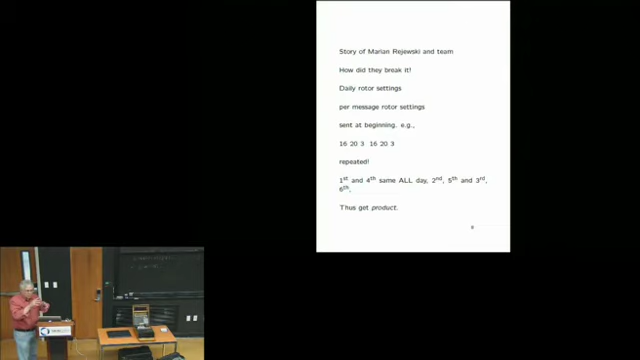 Story of Marian Rejewski and team
How did they break it!
Daily rotor settings
per message rotor settings
sent at beginning. e.g.,
16 20 3 16 20 3
repeated!
1st and 4th same ALL day, 2nd, 5th and 3rd,
6th.
Thus get product.